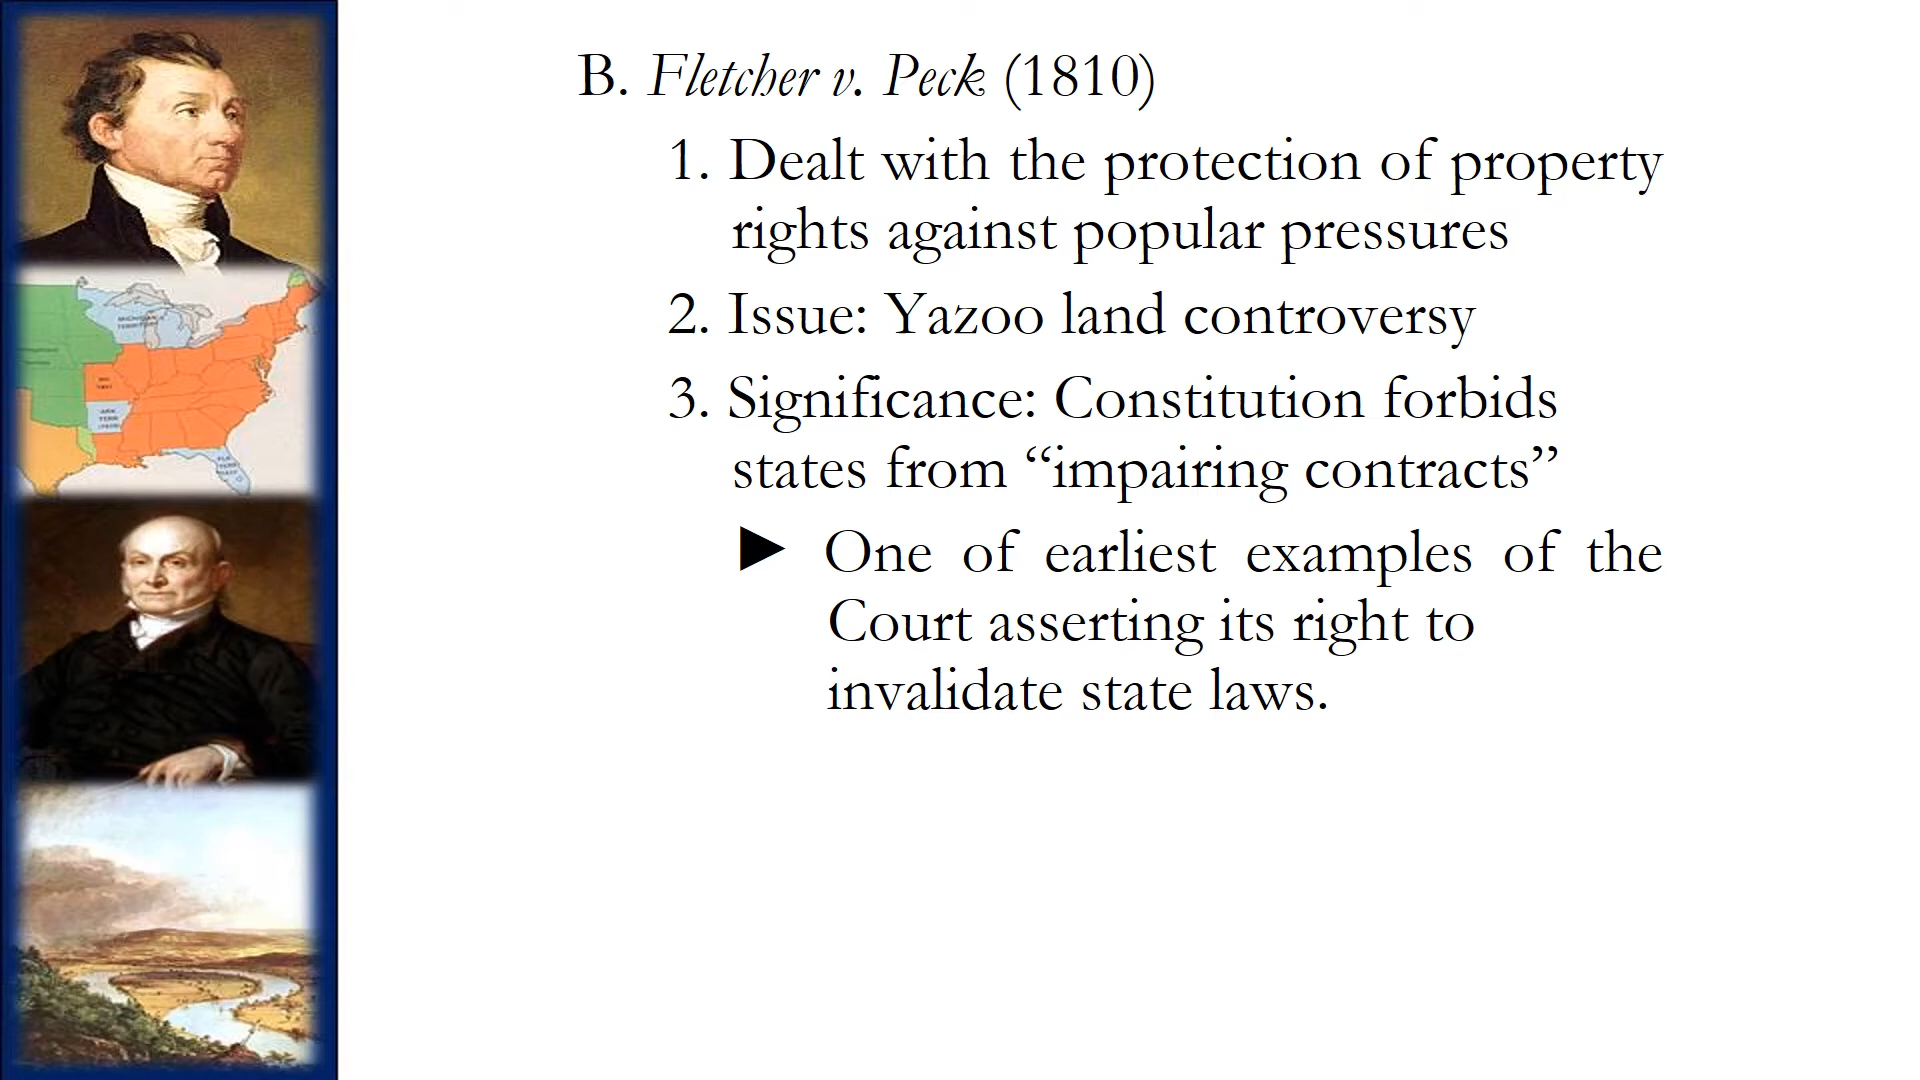 B. Fletcher v. Peck (1810)
1. Dealt with the protection of property
rights against popular pressures
2. Issue: Yazoo land controversy
3. Significance: Constitution forbids
states from “impairing contracts”
► One of earliest examples of the
Court asserting its right to
invalidate state laws.